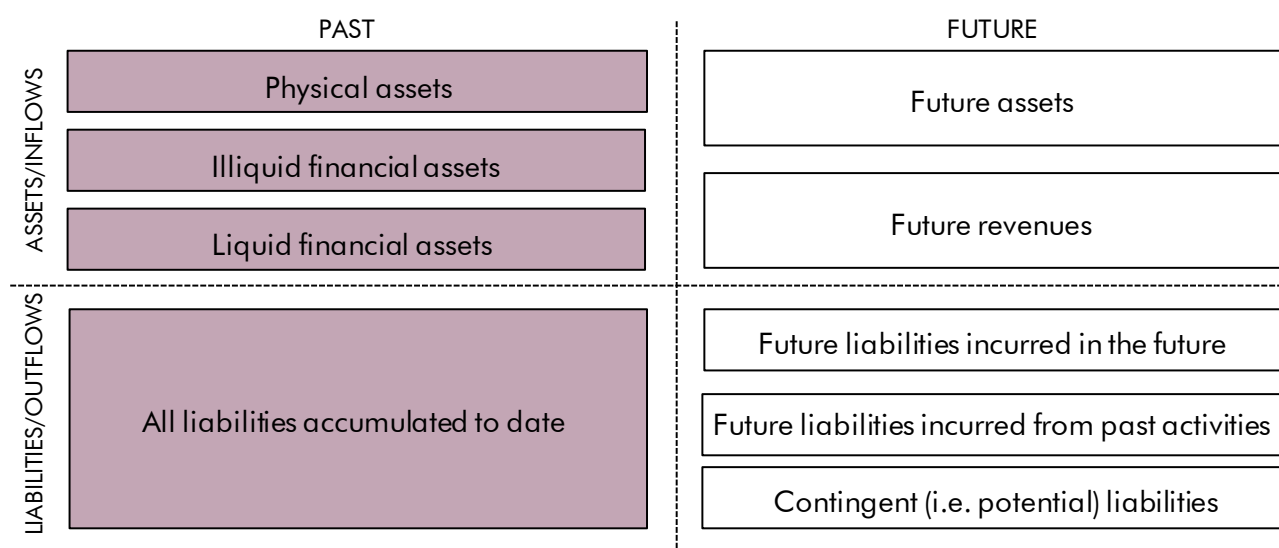 PAST
FUTURE
ASSETS/INFLOWS
Physical assets
Illiquid financial assets
Liquid financial assets
Future assets
Future revenues
LIABILITIES/OUTFLOWS
All liabilities accumulated to date
Future liabilities incurred in the future
Future liabilities incurred from past activities
Contingent (i.e. potential) liabilities